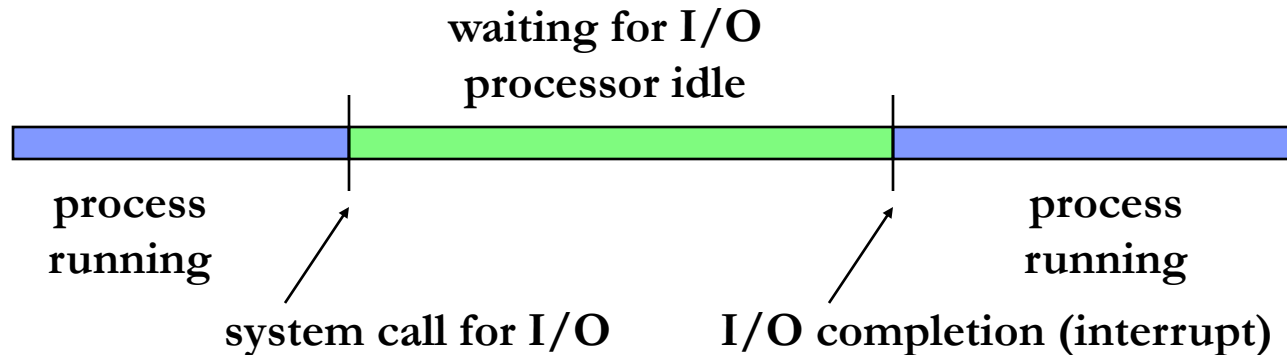 waiting for I/O
processor idle
process
running
process
running
system call for I/O
I/O completion (interrupt)